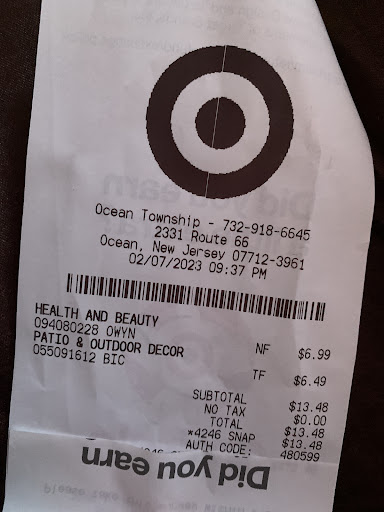 Ocean Township - 732-918-6645
2331 Route 66
Ocean, New Jersey 07712-3961
02/07/2023 09:37 PM
HEALTH AND BEAUTY
094080228 OWYN NF $6.99
PATIO & OUTDOOR DECOR
055091612 BIC TF $6.49
SUBTOTAL $13.48
NO TAX $0.00
TOTAL $13.48
*4246 SNAP $13.48
AUTH CODE: 480599
Did you earn